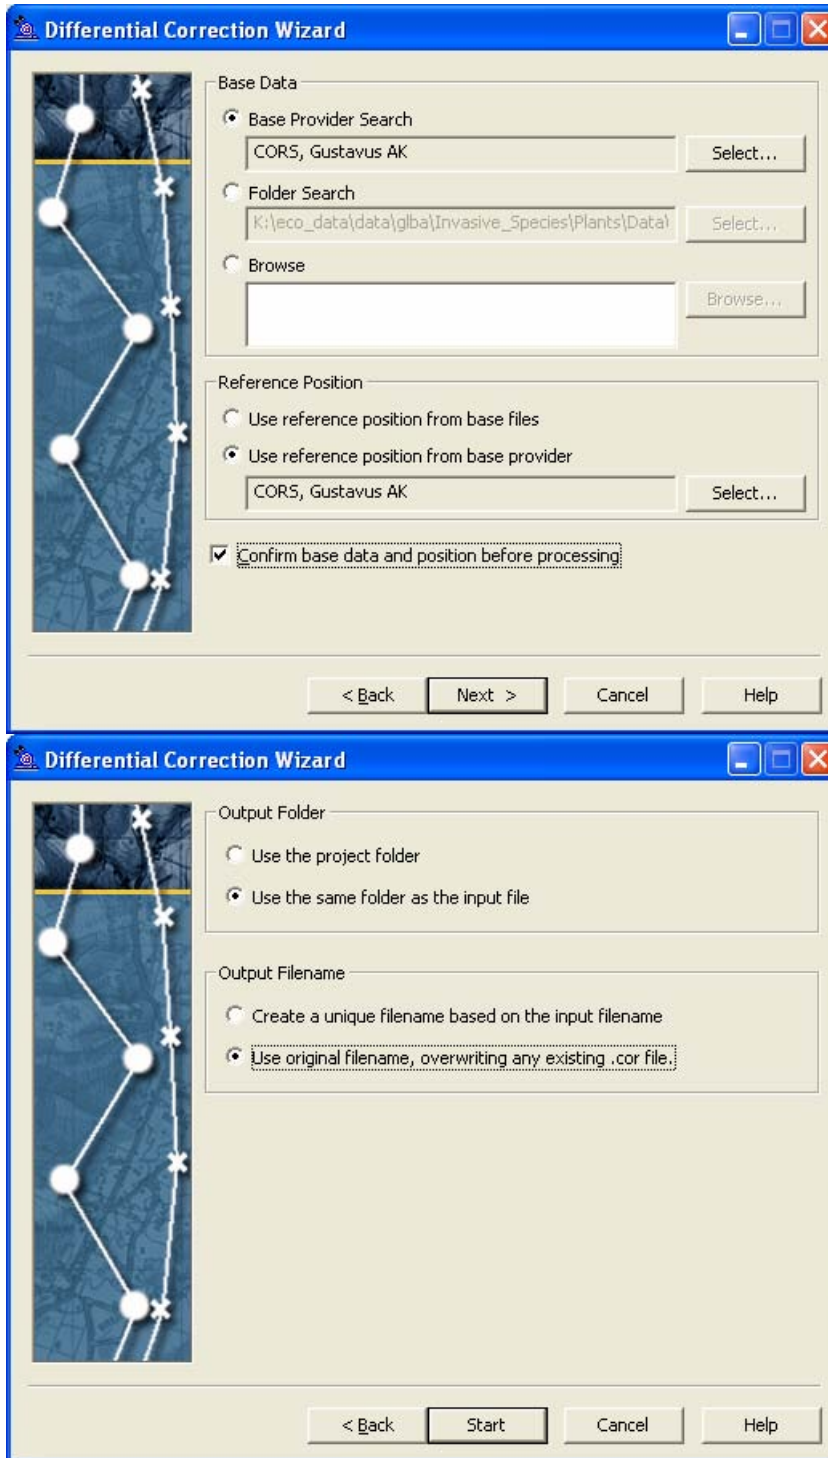 Differential Correction Wizard
Base Data
Base Provider Search
CORS, Gustavus AK
Select...
Folder Search
K:\eco_data\data\glba\Invasive_Species\Plants\Data\
Select...
Browse
Browse...
Reference Position
Use reference position from base files
Use reference position from base provider
CORS, Gustavus AK
Select...
Confirm base data and position before processing
< Back
Next >
Cancel
Help
Differential Correction Wizard
Output Folder
Use the project folder
Use the same folder as the input file
Output Filename
Create a unique filename based on the input filename
Use original filename, overwriting any existing .cor file.
< Back
Start
Cancel
Help